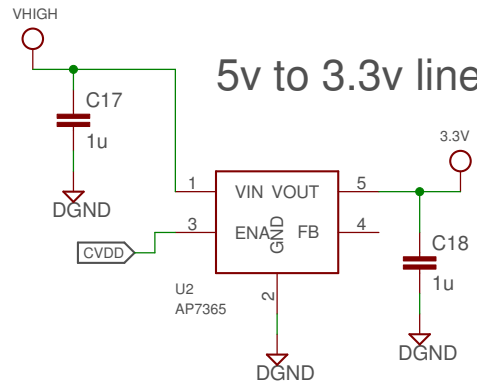 VHIGH
5v to 3.3v line
C17
1u
DGND
3.3V
1 VIN VOUT 5
3 ENA GND FB 4
CVDD
2
U2
AP7365
DGND
C18
1u
DGND